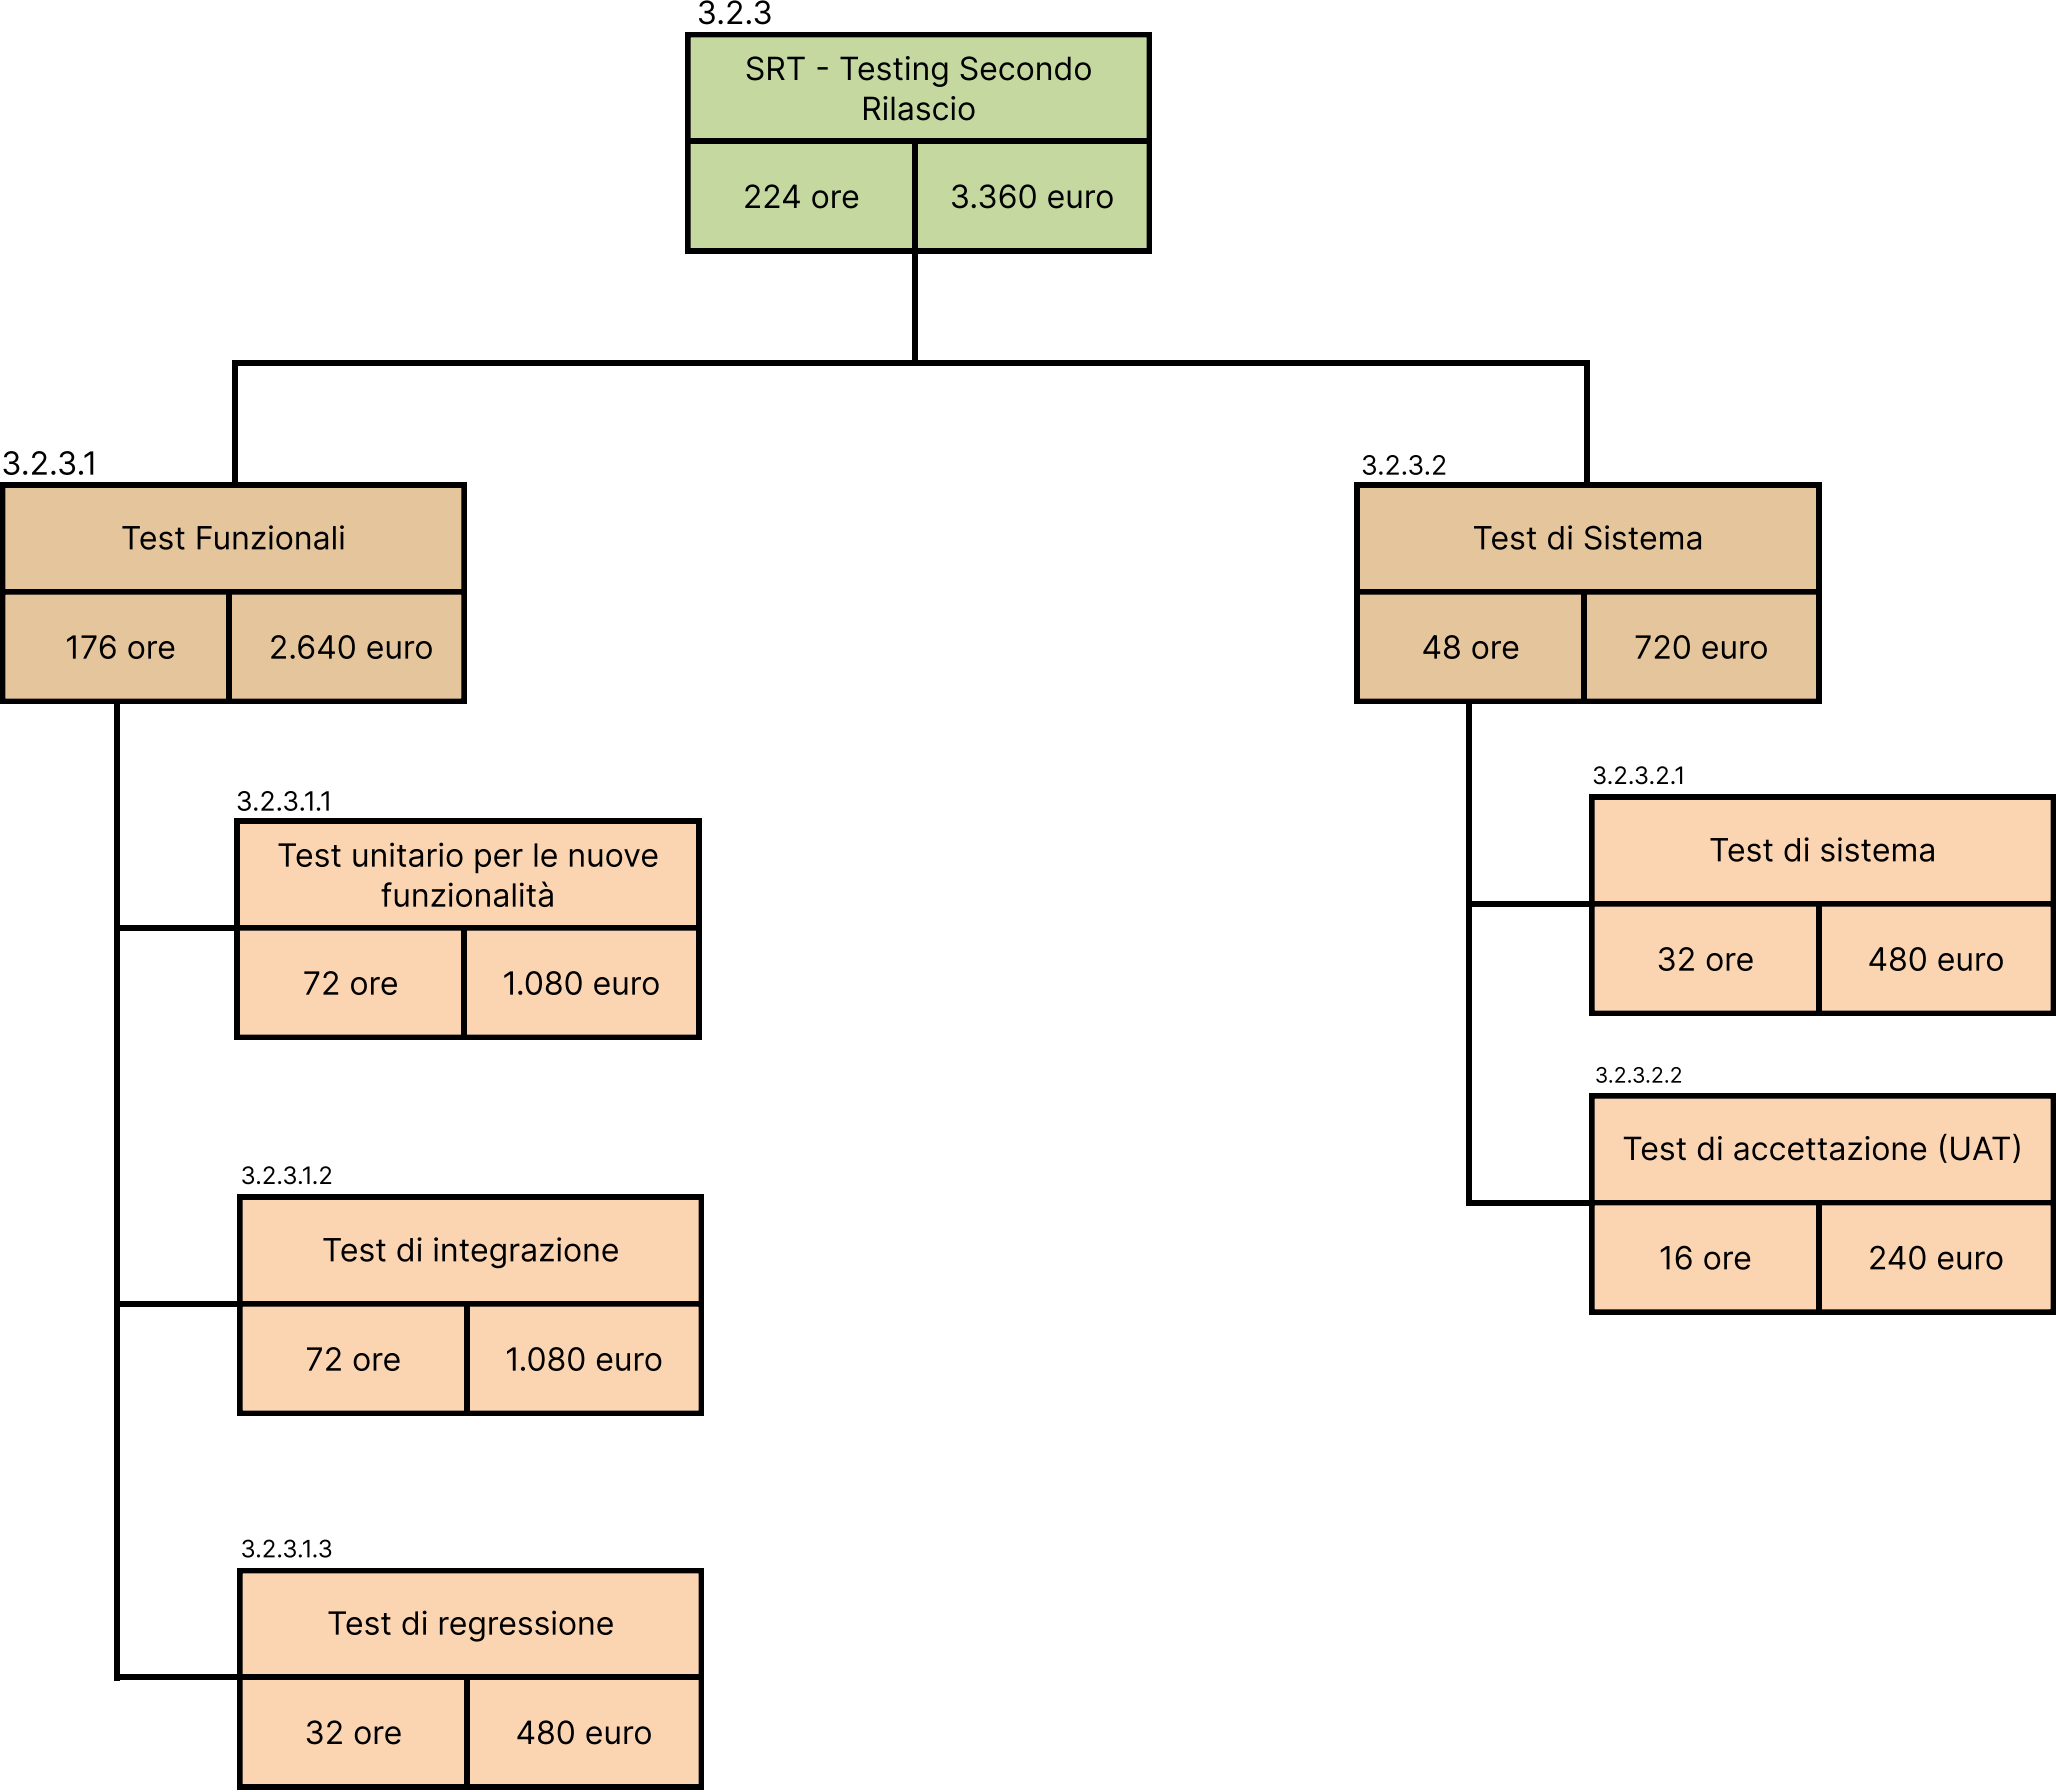 3.2.3
SRT - Testing Secondo
Rilascio
224 ore
3.360 euro
3.2.3.1
Test Funzionali
176 ore
2.640 euro
3.2.3.1.1
Test unitario per le nuove
funzionalità
72 ore
1.080 euro
3.2.3.1.2
Test di integrazione
72 ore
1.080 euro
3.2.3.1.3
Test di regressione
32 ore
480 euro
3.2.3.2
Test di Sistema
48 ore
720 euro
3.2.3.2.1
Test di sistema
32 ore
480 euro
3.2.3.2.2
Test di accettazione (UAT)
16 ore
240 euro